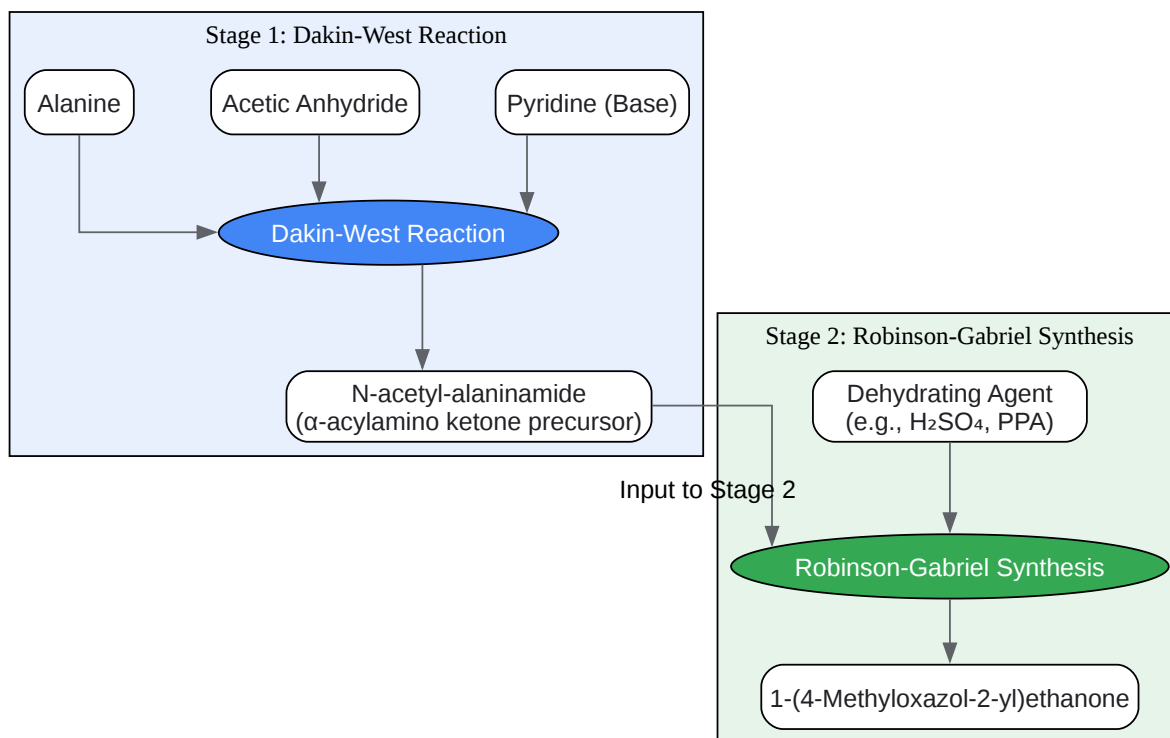 Stage 1: Dakin-West Reaction
Alanine
Acetic Anhydride
Pyridine (Base)
Dakin-West Reaction
N-acetyl-alaninamide
(α-acylamino ketone precursor)
Input to Stage 2
Stage 2: Robinson-Gabriel Synthesis
Dehydrating Agent
(e.g., H₂SO₄, PPA)
Robinson-Gabriel Synthesis
1-(4-Methyloxazol-2-yl)ethanone